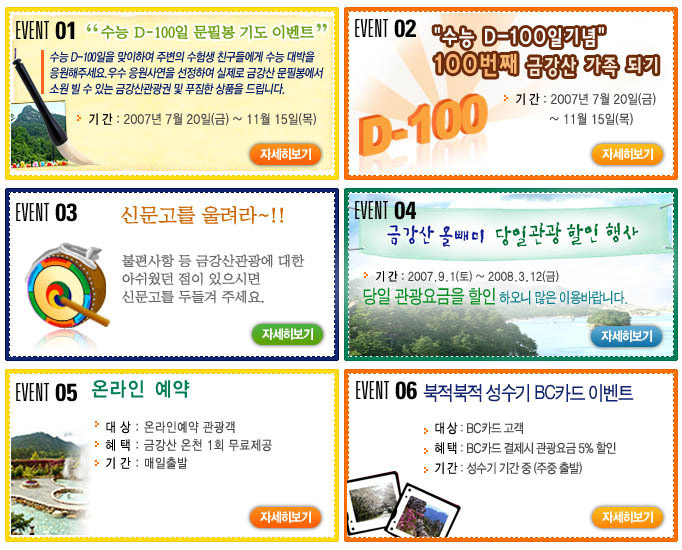 EVENT 01 “수능 D-100일 문필봉 기도 이벤트”
수능 D-100일을 맞이하여 주변의 수험생 친구들에게 수능 대박을
응원해주세요. 우수 응원사연을 선정하여 실제로 금강산 문필봉에서
소원 빌 수 있는 금강산관광권 및 푸짐한 상품을 드립니다.
기 간 : 2007년 7월 20일(금) ~ 11월 15일(목)
자세히보기
EVENT 02
"수능 D-100일기념"
100번째 금강산 가족 되기
D-100
기 간 : 2007년 7월 20일(금)
~ 11월 15일(목)
자세히보기
EVENT 03
신문고를 울려라~!!
불편사항 등 금강산관광에 대한
아쉬웠던 점이 있으시면
신문고를 두들겨 주세요.
자세히보기
EVENT 04
금강산 올빼미 당일관광 할인 행사
기 간 : 2007.9.1(토) ~ 2008.3.12(금)
당일 관광요금을 할인 하오니 많은 이용바랍니다.
자세히보기
EVENT 05 온라인 예약
대 상 : 온라인예약 관광객
혜 택 : 금강산 온천 1회 무료제공
기 간 : 매일출발
자세히보기
EVENT 06 북적북적 성수기 BC카드 이벤트
대 상 : BC카드 고객
혜 택 : BC카드 결제시 관광요금 5% 할인
기 간 : 성수기 기간 중 (주중 출발)
자세히보기